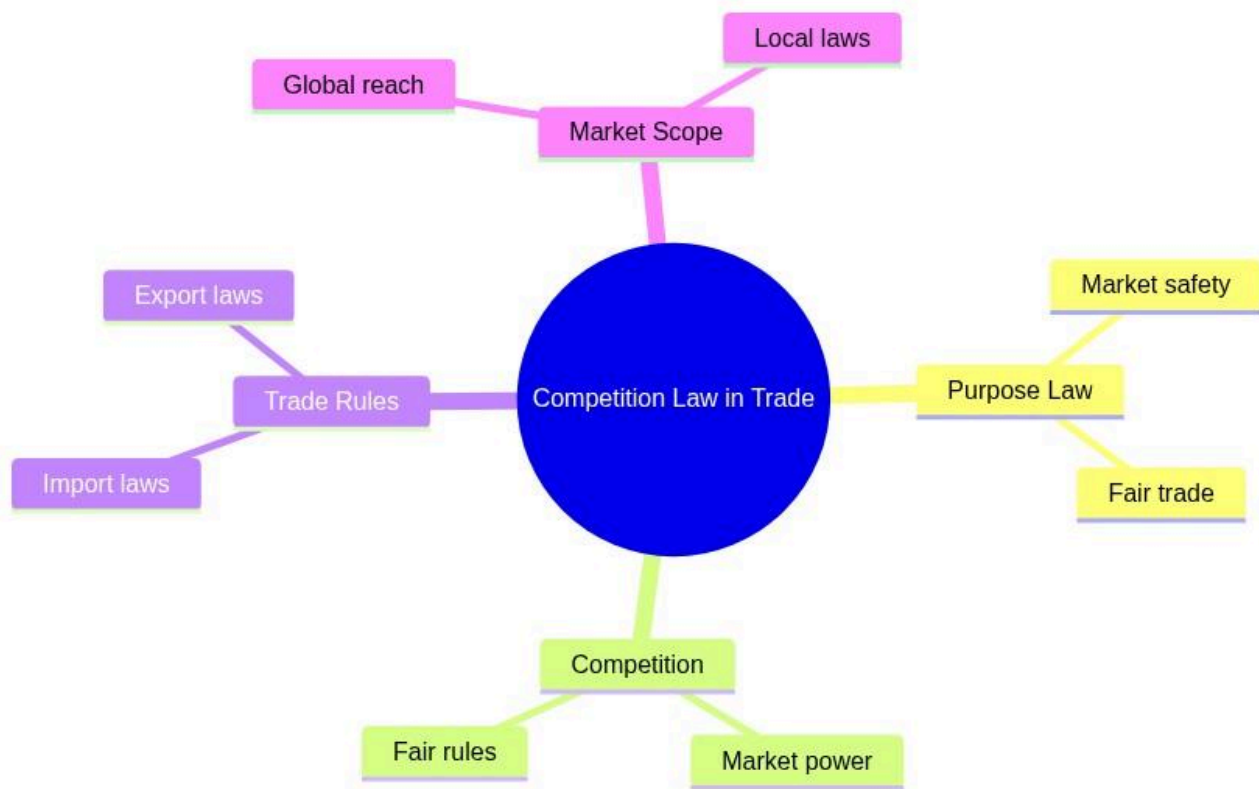 Local laws
Global reach
Market Scope
Export laws
Market safety
Trade Rules
Competition Law in Trade
Purpose Law
Import laws
Fair trade
Competition
Fair rules
Market power